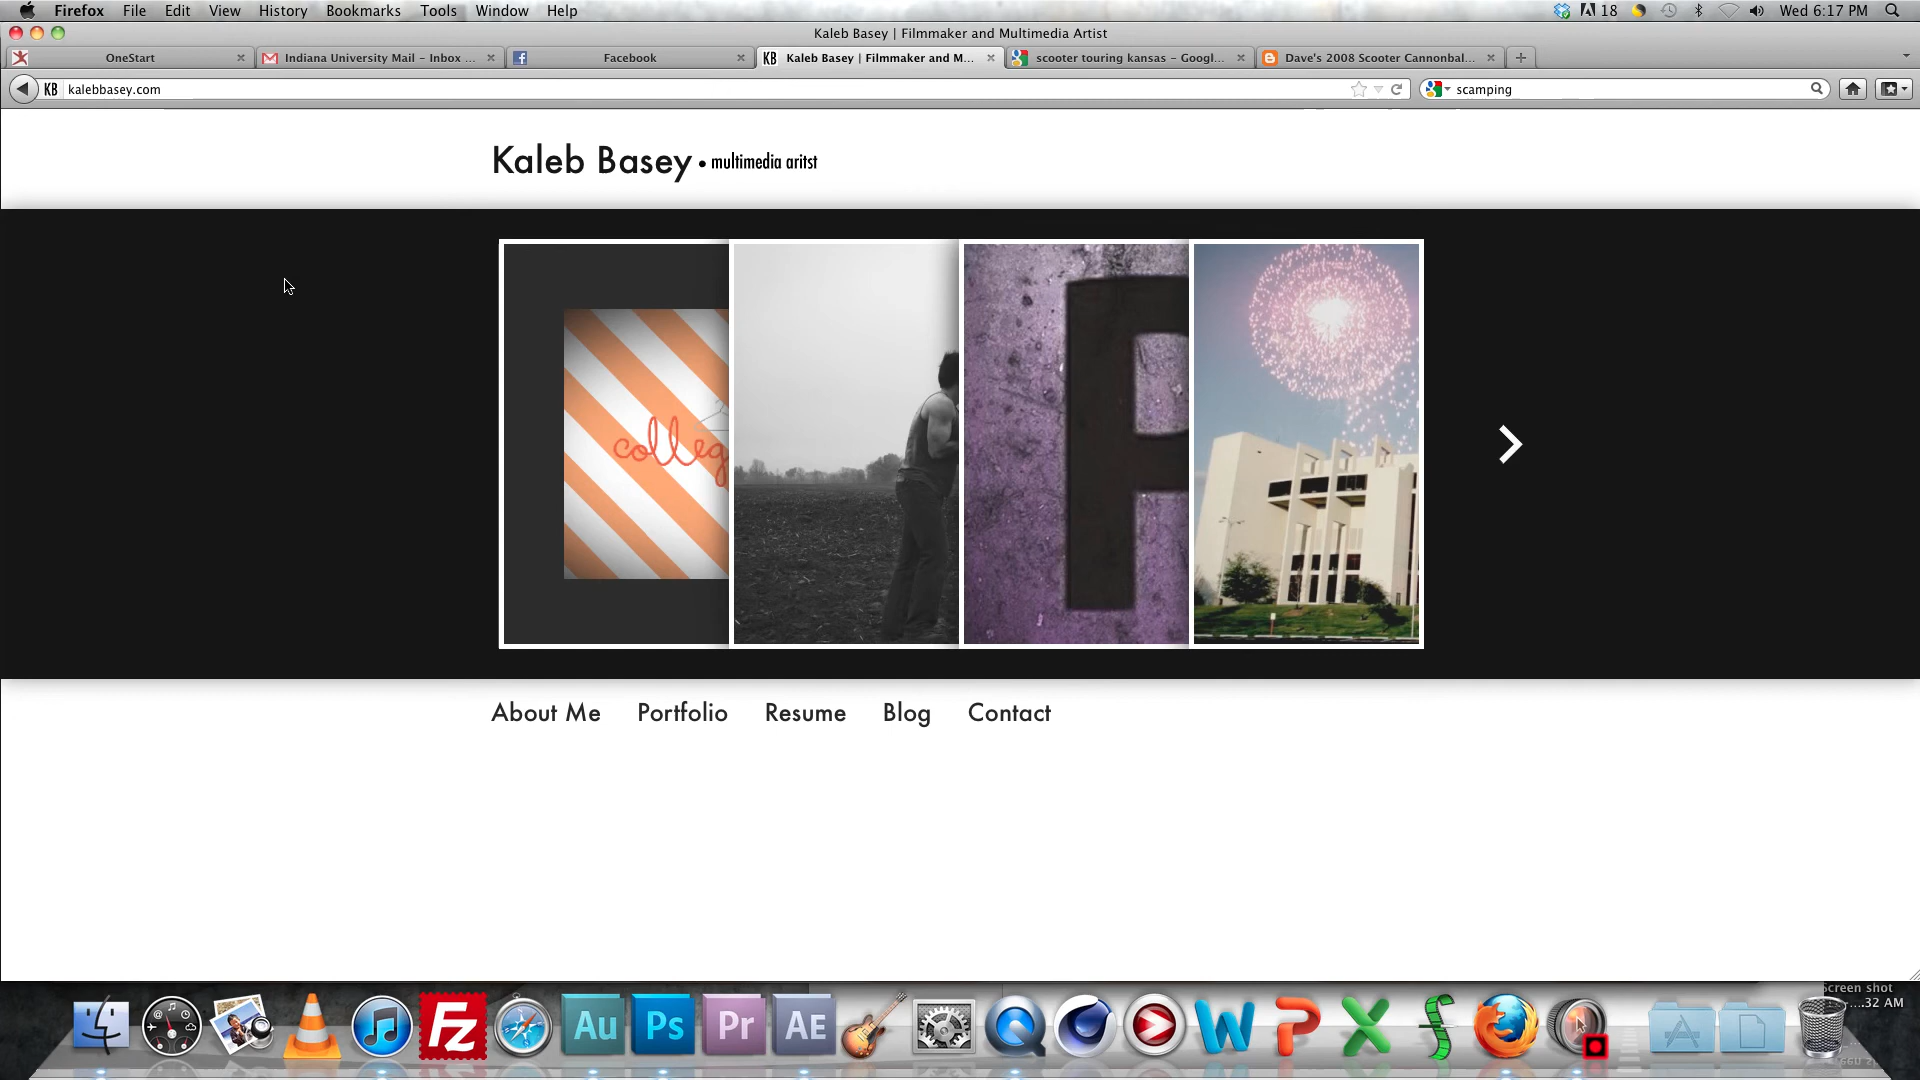 Firefox File Edit View History Bookmarks Tools Window Help 18 Wed 6:17 PM
Kaleb Basey | Filmmaker and Multimedia Artist
OneStart Indiana University Mail – Inbox ... Facebook KB Kaleb Basey | Filmmaker and M... scooter touring kansas – Googl... Dave's 2008 Scooter Cannonbal...
KB kalebbasey.com scamping
Kaleb Basey • multimedia aritst
colleg
About Me Portfolio Resume Blog Contact
Screen shot
....32 AM
Fz Au Ps Pr AE